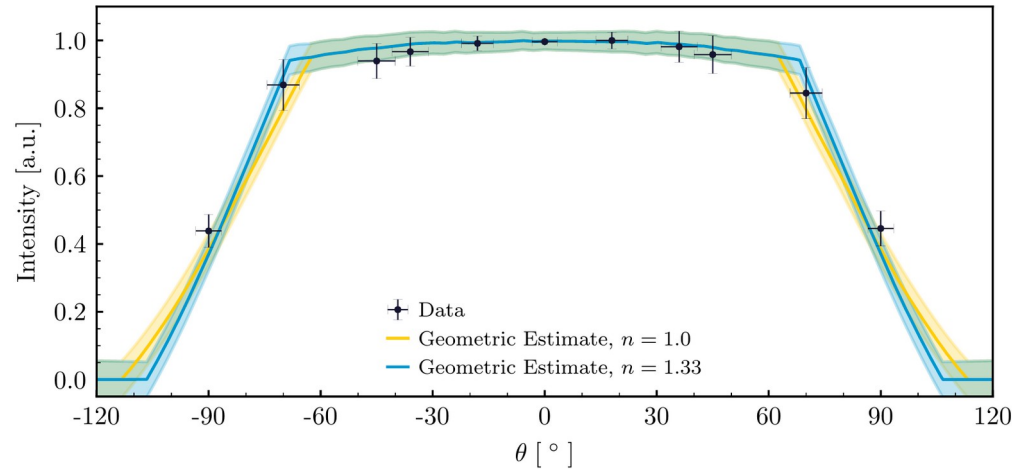 1.0
0.8
0.6
0.4
0.2
0.0
Intensity [a.u.]
Data
Geometric Estimate, n = 1.0
Geometric Estimate, n = 1.33
-120 -90 -60 -30 0 30 60 90 120
θ [ ° ]